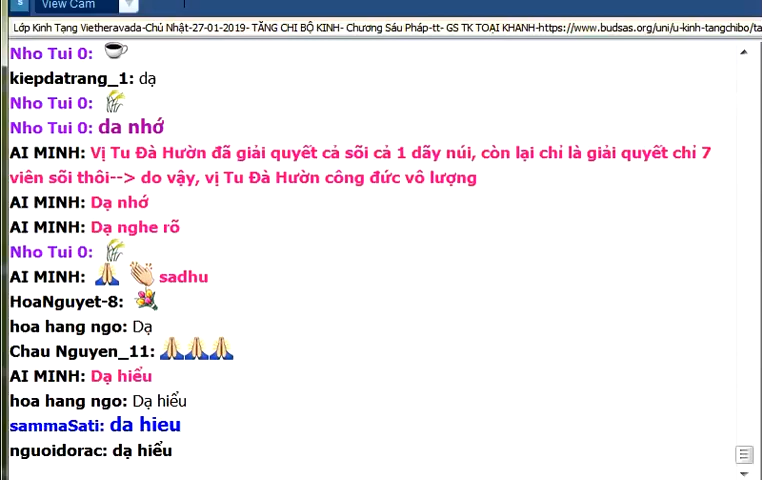 View Cam
Lớp Kinh Tạng Vietheravada-Chủ Nhật-27-01-2019- TĂNG CHI BỘ KINH- Chương Sáu Pháp-tt- GS TK TOẠI KHANH-https://www.budsas.org/uni/u-kinh-tangchibo/ta
Nho Tui 0:
kiepdatrang_1: dạ
Nho Tui 0:
Nho Tui 0: da nhớ
AI MINH: Vị Tu Đà Hườn đã giải quyết cả sõi cả 1 dãy núi, còn lại chỉ là giải quyết chỉ 7
viên sõi thôi--> do vậy, vị Tu Đà Hườn công đức vô lượng
AI MINH: Dạ nhớ
AI MINH: Dạ nghe rõ
Nho Tui 0:
AI MINH: sadhu
HoaNguyet-8:
hoa hang ngo: Dạ
Chau Nguyen_11:
AI MINH: Dạ hiểu
hoa hang ngo: Dạ hiểu
sammaSati: da hieu
nguoidorac: dạ hiểu